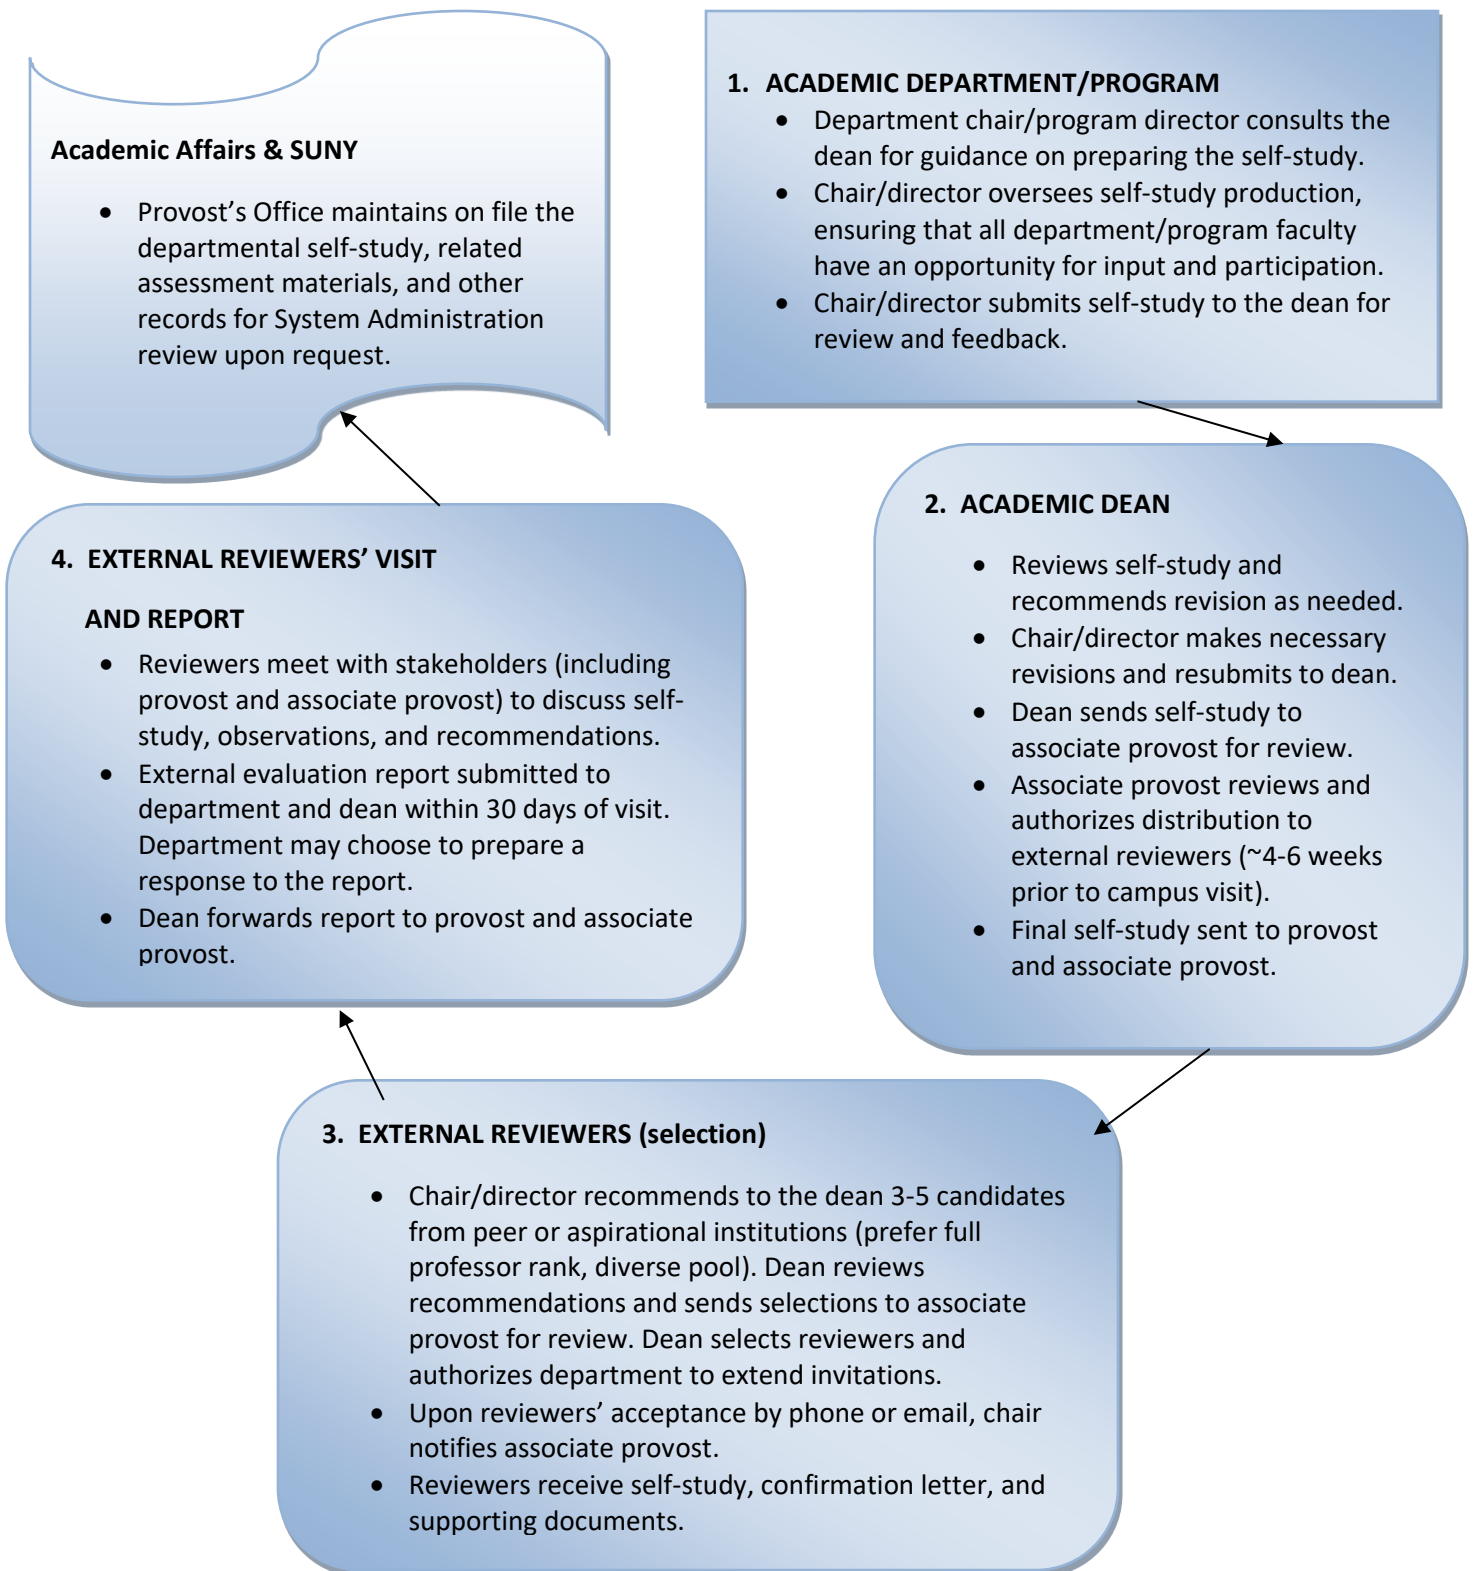 Academic Affairs & SUNY
• Provost’s Office maintains on file the
departmental self-study, related
assessment materials, and other
records for System Administration
review upon request.
1. ACADEMIC DEPARTMENT/PROGRAM
• Department chair/program director consults the
dean for guidance on preparing the self-study.
• Chair/director oversees self-study production,
ensuring that all department/program faculty
have an opportunity for input and participation.
• Chair/director submits self-study to the dean for
review and feedback.
2. ACADEMIC DEAN
• Reviews self-study and
recommends revision as needed.
• Chair/director makes necessary
revisions and resubmits to dean.
• Dean sends self-study to
associate provost for review.
• Associate provost reviews and
authorizes distribution to
external reviewers (~4-6 weeks
prior to campus visit).
• Final self-study sent to provost
and associate provost.
3. EXTERNAL REVIEWERS (selection)
• Chair/director recommends to the dean 3-5 candidates
from peer or aspirational institutions (prefer full
professor rank, diverse pool). Dean reviews
recommendations and sends selections to associate
provost for review. Dean selects reviewers and
authorizes department to extend invitations.
• Upon reviewers’ acceptance by phone or email, chair
notifies associate provost.
• Reviewers receive self-study, confirmation letter, and
supporting documents.
4. EXTERNAL REVIEWERS’ VISIT
AND REPORT
• Reviewers meet with stakeholders (including
provost and associate provost) to discuss self-
study, observations, and recommendations.
• External evaluation report submitted to
department and dean within 30 days of visit.
Department may choose to prepare a
response to the report.
• Dean forwards report to provost and associate
provost.